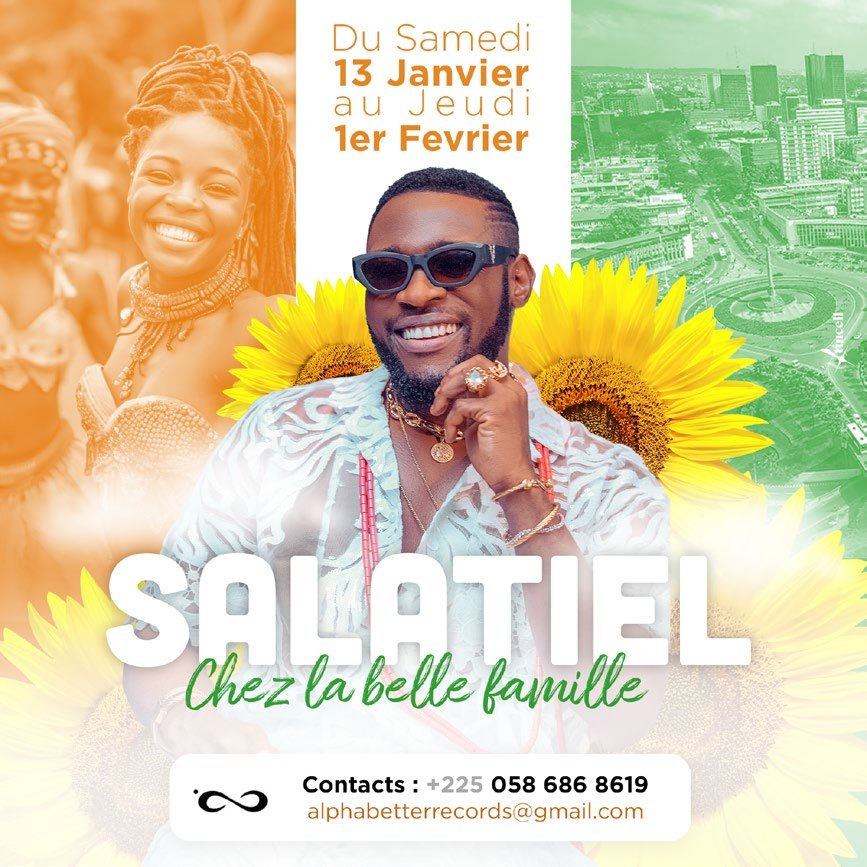 Du Samedi
13 Janvier
au Jeudi
1er Fevrier
SALATIEL
Chez la belle famille
Contacts : +225 058 686 8619
alphabetterrecords@gmail.com